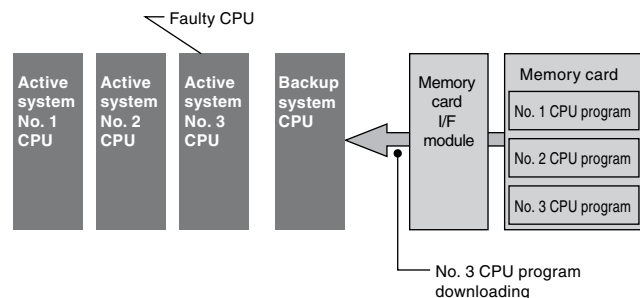 Faulty CPU
Active
system
No. 1
CPU
Active
system
No. 2
CPU
Active
system
No. 3
CPU
Backup
system
CPU
Memory
card
I/F
module
Memory card
No. 1 CPU program
No. 2 CPU program
No. 3 CPU program
No. 3 CPU program
downloading